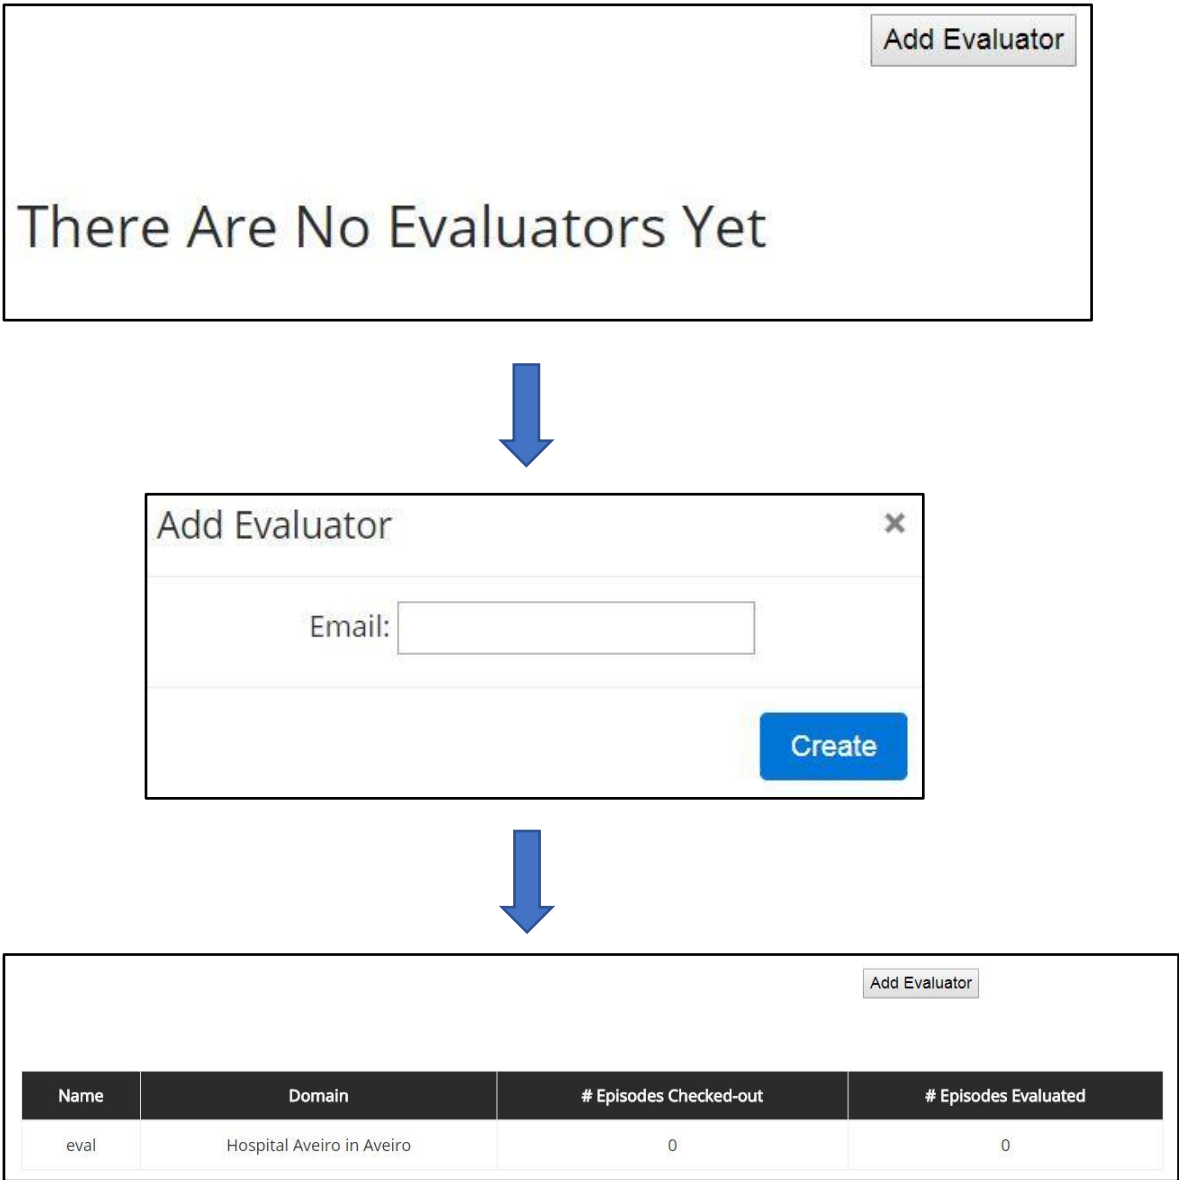 Add Evaluator
There Are No Evaluators Yet
Add Evaluator ×
Email:
Create
Add Evaluator
Name Domain # Episodes Checked-out # Episodes Evaluated
eval Hospital Aveiro in Aveiro 0 0